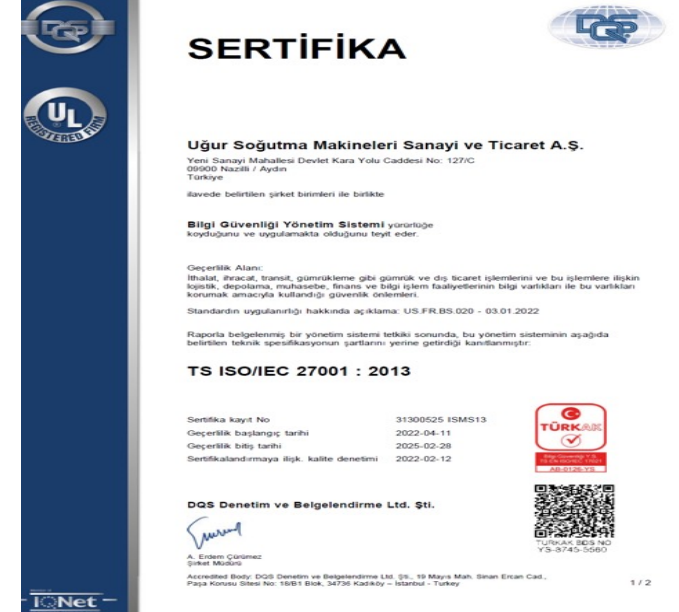 DQS
SERTİFİKA
DQS
UL
REGISTERED FIRM
Uğur Soğutma Makineleri Sanayi ve Ticaret A.Ş.
Yeni Sanayi Mahallesi Devlet Kara Yolu Caddesi No: 127/C
09900 Nazilli / Aydın
Türkiye
ilavede belirtilen şirket birimleri ile birlikte
Bilgi Güvenliği Yönetim Sistemi yürürlüğe
koyduğunu ve uygulamakta olduğunu teyit eder.
Geçerlilik Alanı:
İthalat, ihracat, transit, gümrükleme gibi gümrük ve dış ticaret işlemlerini ve bu işlemlere ilişkin
lojistik, depolama, muhasebe, finans ve bilgi işlem faaliyetlerinin bilgi varlıkları ile bu varlıkları
korumak amacıyla kullandığı güvenlik önlemleri.
Standardın uygulanırlığı hakkında açıklama: US.FR.BS.020 - 03.01.2022
Raporla belgelenmiş bir yönetim sistemi tetkiki sonunda, bu yönetim sisteminin aşağıda
belirtilen teknik spesifikasyonun şartlarını yerine getirdiği kanıtlanmıştır:
TS ISO/IEC 27001 : 2013
Sertifika kayıt No 31300525 ISMS13
Geçerlilik başlangıç tarihi 2022-04-11
Geçerlilik bitiş tarihi 2025-02-28
Sertifikalandırmaya ilişk. kalite denetimi 2022-02-12
TÜRKAK
Bilgi Güvenliği Y.S.
TS EN ISO/IEC 17021
AB-0126-YS
DQS Denetim ve Belgelendirme Ltd. Şti.
TÜRKAK BDS NO
YS-3745-5560
A. Erdem Çürümez
Şirket Müdürü
Accredited Body: DQS Denetim ve Belgelendirme Ltd. Şti., 19 Mayıs Mah. Sinan Ercan Cad.,
Paşa Korusu Sitesi No: 18/B1 Blok, 34736 Kadıköy – İstanbul - Turkey
1 / 2
IQNet